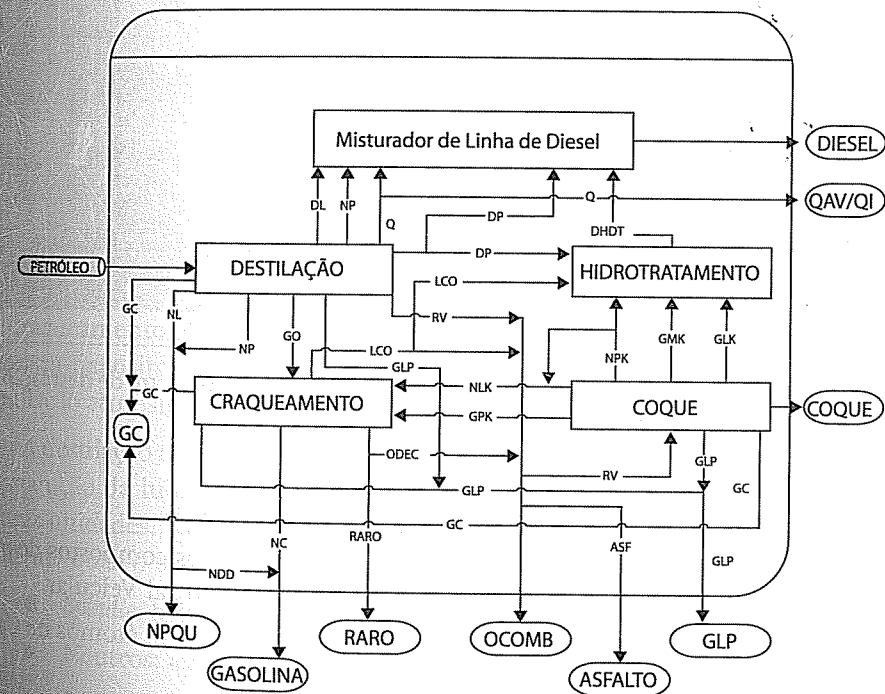 Misturador de Linha de Diesel
DIESEL
QAV/QI
DL
NP
Q
DP
Q
DHDT
PETRÓLEO
DESTILAÇÃO
DP
HIDROTRATAMENTO
LCO
GC
NL
NP
GO
RV
LCO
GLP
NPK
GMK
GLK
GC
CRAQUEAMENTO
NLK
GPK
COQUE
COQUE
GC
ODEC
RV
GLP
GC
GLP
GC
NC
RARO
ASF
GLP
NDD
NPQU
RARO
OCOMB
GLP
GASOLINA
ASFALTO